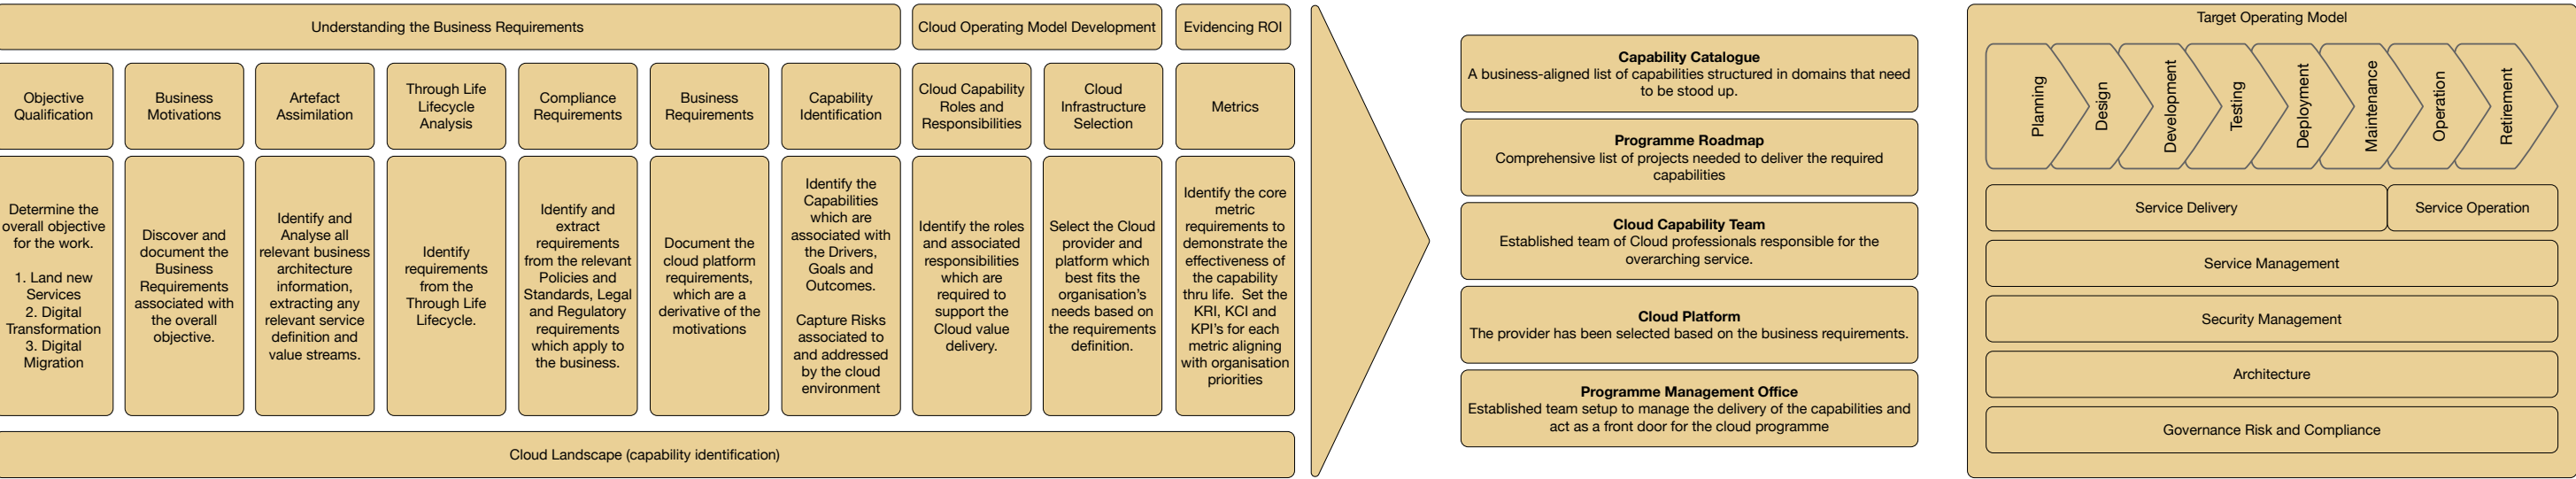 Understanding the Business Requirements
Cloud Operating Model Development
Evidencing ROI
Objective
Qualification
Business
Motivations
Artefact
Assimilation
Through Life
Lifecycle
Analysis
Compliance
Requirements
Business
Requirements
Capability
Identification
Cloud Capability
Roles and
Responsibilities
Cloud
Infrastructure
Selection
Metrics
Determine the
overall objective
for the work.
1. Land new
Services
2. Digital
Transformation
3. Digital
Migration
Discover and
document the
Business
Requirements
associated with
the overall
objective.
Identify and
Analyse all
relevant business
architecture
information,
extracting any
relevant service
definition and
value streams.
Identify
requirements
from the
Through Life
Lifecycle.
Identify and
extract
requirements
from the relevant
Policies and
Standards, Legal
and Regulatory
requirements
which apply to
the business.
Document the
cloud platform
requirements,
which are a
derivative of the
motivations
Identify the
Capabilities
which are
associated with
the Drivers,
Goals and
Outcomes.
Capture Risks
associated to
and addressed
by the cloud
environment
Identify the roles
and associated
responsibilities
which are
required to
support the
Cloud value
delivery.
Select the Cloud
provider and
platform which
best fits the
organisation's
needs based on
the requirements
definition.
Identify the core
metric
requirements to
demonstrate the
effectiveness of
the capability
thru life. Set the
KRI, KCI and
KPI's for each
metric aligning
with organisation
priorities
Cloud Landscape (capability identification)
Capability Catalogue
A business-aligned list of capabilities structured in domains that need
to be stood up.
Programme Roadmap
Comprehensive list of projects needed to deliver the required
capabilities
Cloud Capability Team
Established team of Cloud professionals responsible for the
overarching service.
Cloud Platform
The provider has been selected based on the business requirements.
Programme Management Office
Established team setup to manage the delivery of the capabilities and
act as a front door for the cloud programme
Target Operating Model
Planning
Design
Development
Testing
Deployment
Maintenance
Operation
Retirement
Service Delivery
Service Operation
Service Management
Security Management
Architecture
Governance Risk and Compliance